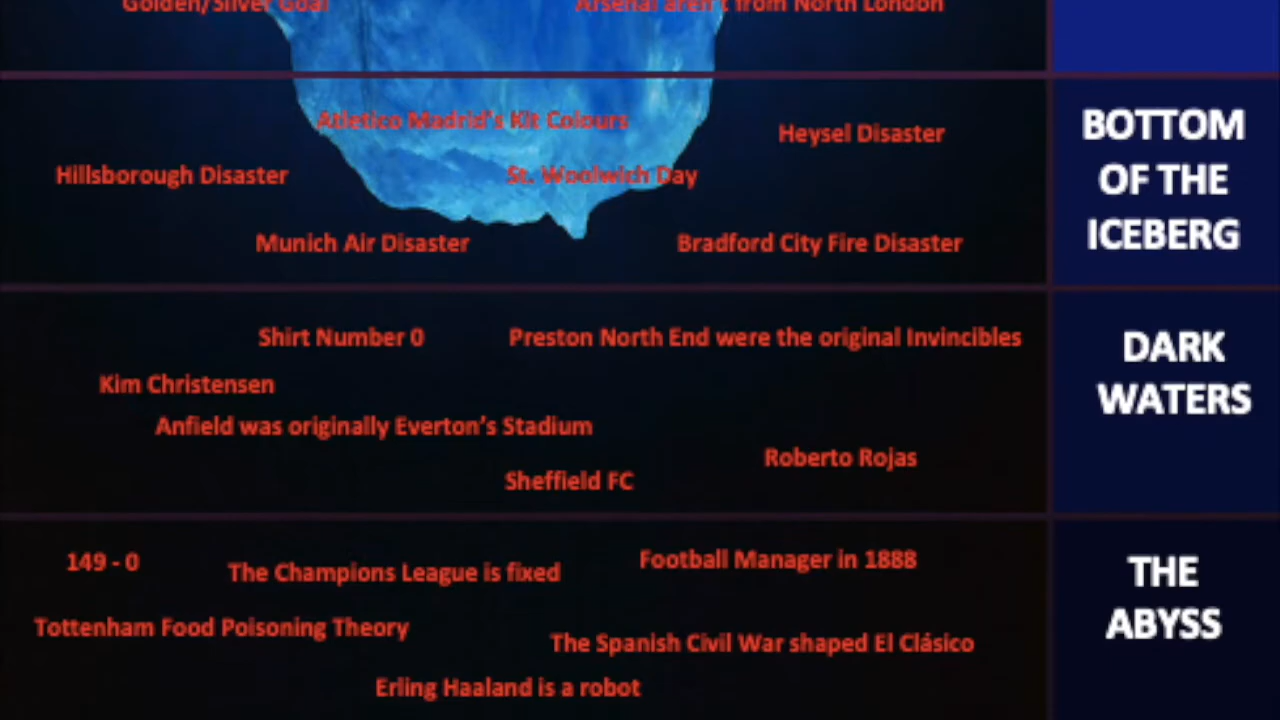 Golden/Silver Goal
Arsenal aren't from North London
Atletico Madrid's Kit Colours
Heysel Disaster
Hillsborough Disaster
St. Woolwich Day
Munich Air Disaster
Bradford City Fire Disaster
BOTTOM
OF THE
ICEBERG
Shirt Number 0
Preston North End were the original Invincibles
Kim Christensen
Anfield was originally Everton’s Stadium
Roberto Rojas
Sheffield FC
DARK
WATERS
149 - 0
The Champions League is fixed
Football Manager in 1888
Tottenham Food Poisoning Theory
The Spanish Civil War shaped El Clásico
Erling Haaland is a robot
THE
ABYSS